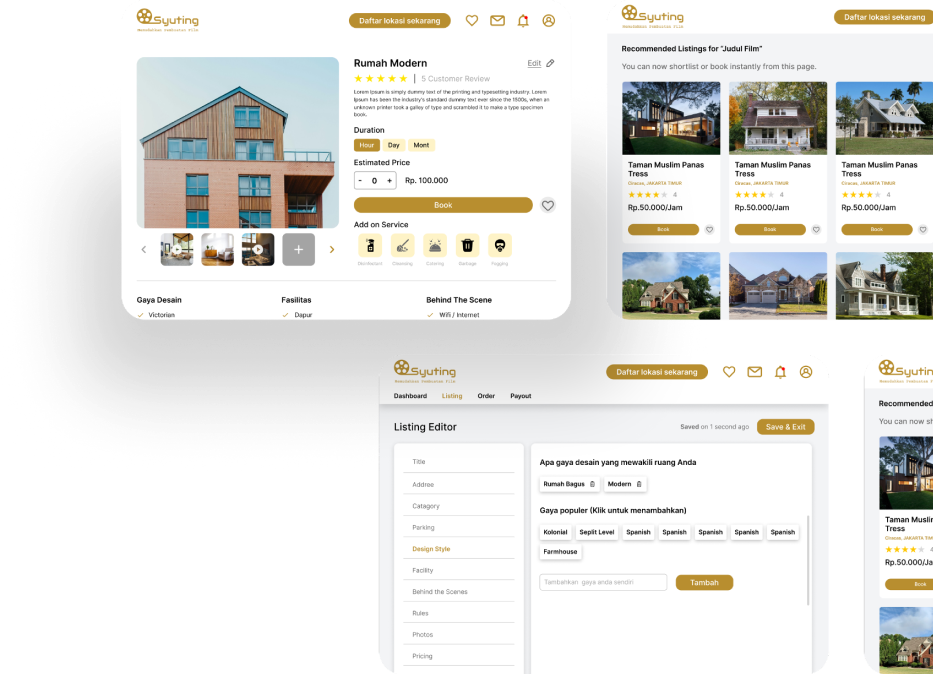 Syuting
Memudahkan Pembuatan Film
Daftar lokasi sekarang
Rumah Modern
Edit
5 Customer Review
Lorem Ipsum is simply dummy text of the printing and typesetting industry. Lorem
Ipsum has been the industry's standard dummy text ever since the 1500s, when an
unknown printer took a galley of type and scrambled it to make a type specimen
book.
Duration
Hour Day Mont
Estimated Price
- 0 + Rp. 100.000
Book
Add on Service
Disinfectant Cleansing Catering Garbage Fogging
Gaya Desain Fasilitas Behind The Scene
Victorian Dapur Wifi / Internet
Syuting
Memudahkan Pembuatan Film
Daftar lokasi sekarang
Recommended Listings for "Judul Film"
You can now shortlist or book instantly from this page.
Taman Muslim Panas
Tress
Ciracas, JAKARTA TIMUR
4
Rp.50.000/Jam
Book
Taman Muslim Panas
Tress
Ciracas, JAKARTA TIMUR
4
Rp.50.000/Jam
Book
Taman Muslim Panas
Tress
Ciracas, JAKARTA TIMUR
4
Rp.50.000/Jam
Book
Syuting
Memudahkan Pembuatan Film
Daftar lokasi sekarang
Dashboard Listing Order Payout
Listing Editor
Saved on 1 second ago
Save & Exit
Title
Addree
Catagory
Parking
Design Style
Facility
Behind the Scenes
Rules
Photos
Pricing
Apa gaya desain yang mewakili ruang Anda
Rumah Bagus Modern
Gaya populer (Klik untuk menambahkan)
Kolonial Seplit Level Spanish Spanish Spanish Spanish Spanish
Farmhouse
Tambahkan gaya anda sendiri
Tambah
Syutin
Memudahkan Pembuatan F
Recommended
You can now sh
Taman Muslim
Tress
Ciracas, JAKARTA TIM
4
Rp.50.000/Ja
Book